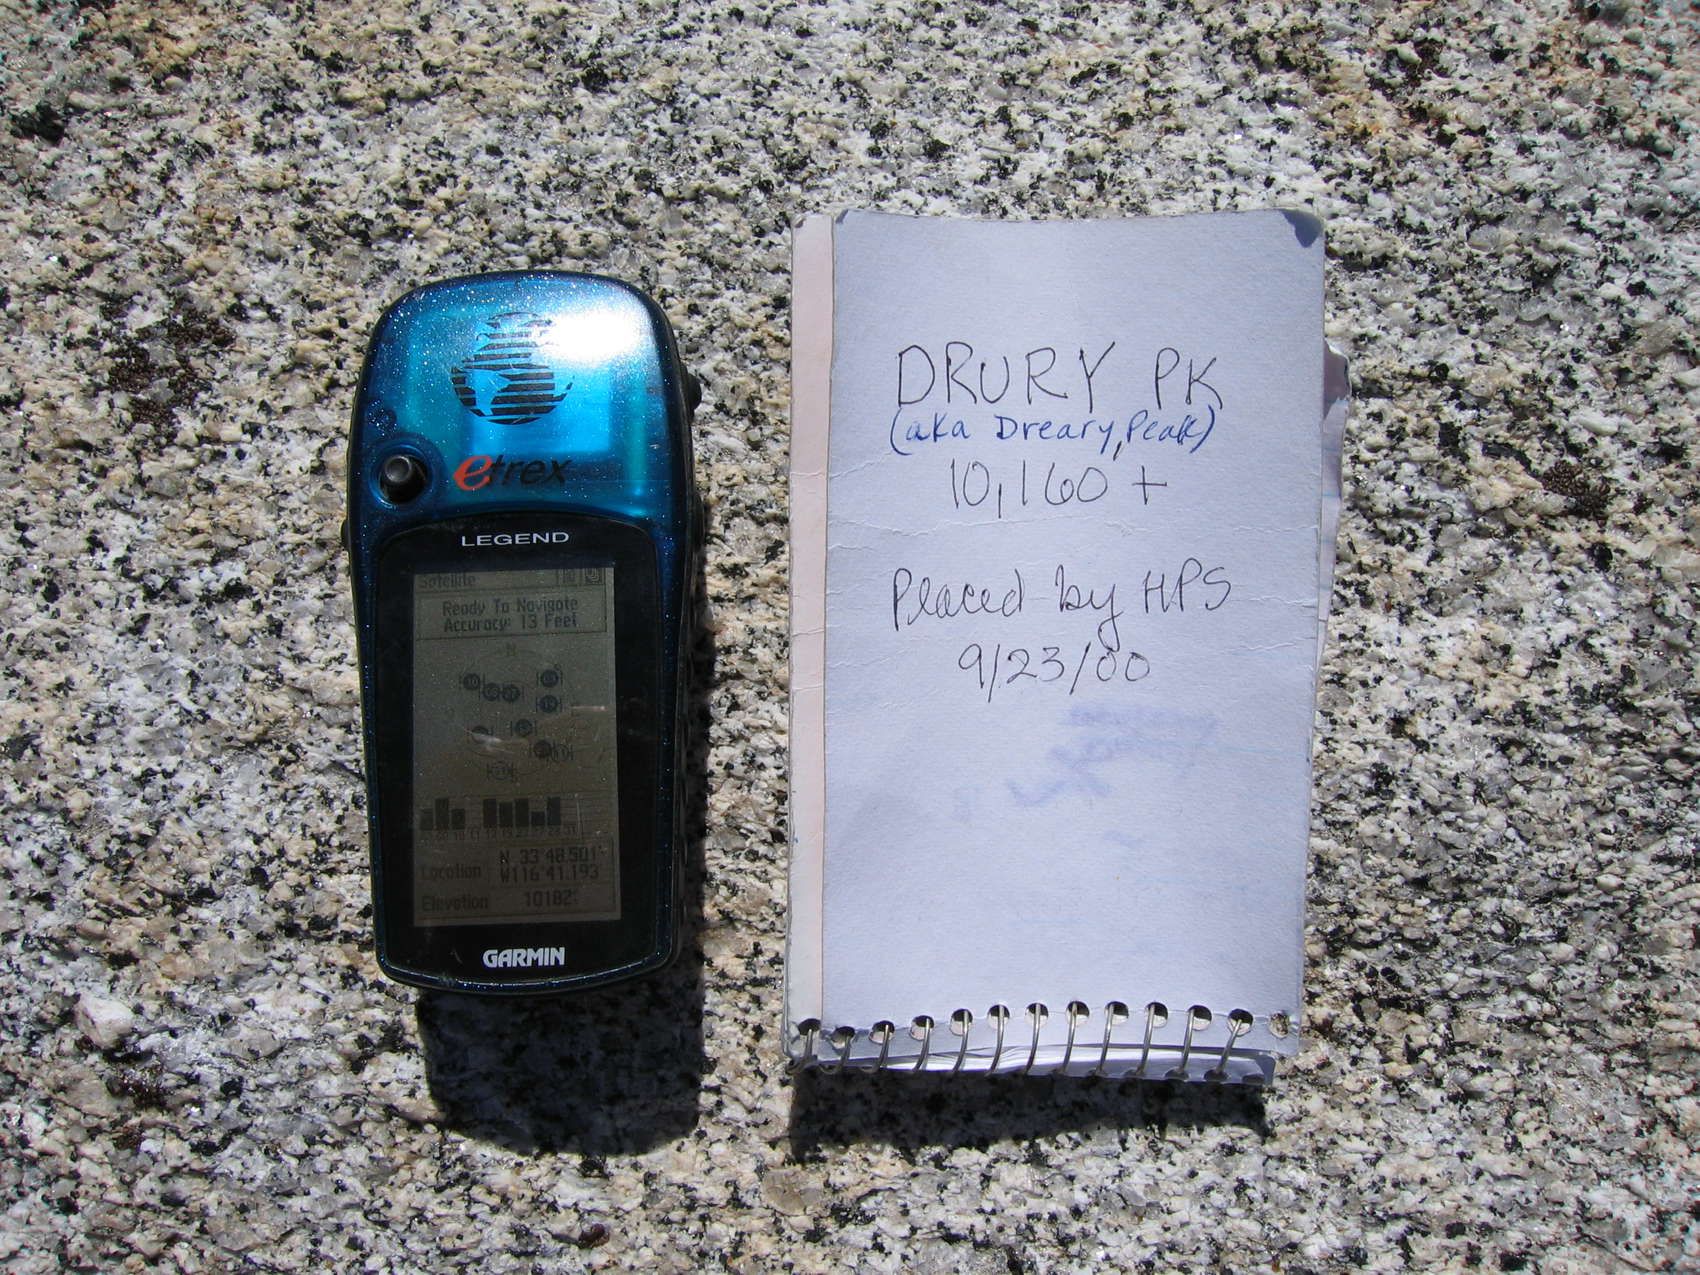 etrex
LEGEND
Satellite
Ready To Navigate
Accuracy: 13 Feet
N
Location N 33°48.501'
W116°41.193'
Elevation 10182'
GARMIN
DRURY PK
(aka Dreary Peak)
10,160 +
Placed by HPS
9/23/00